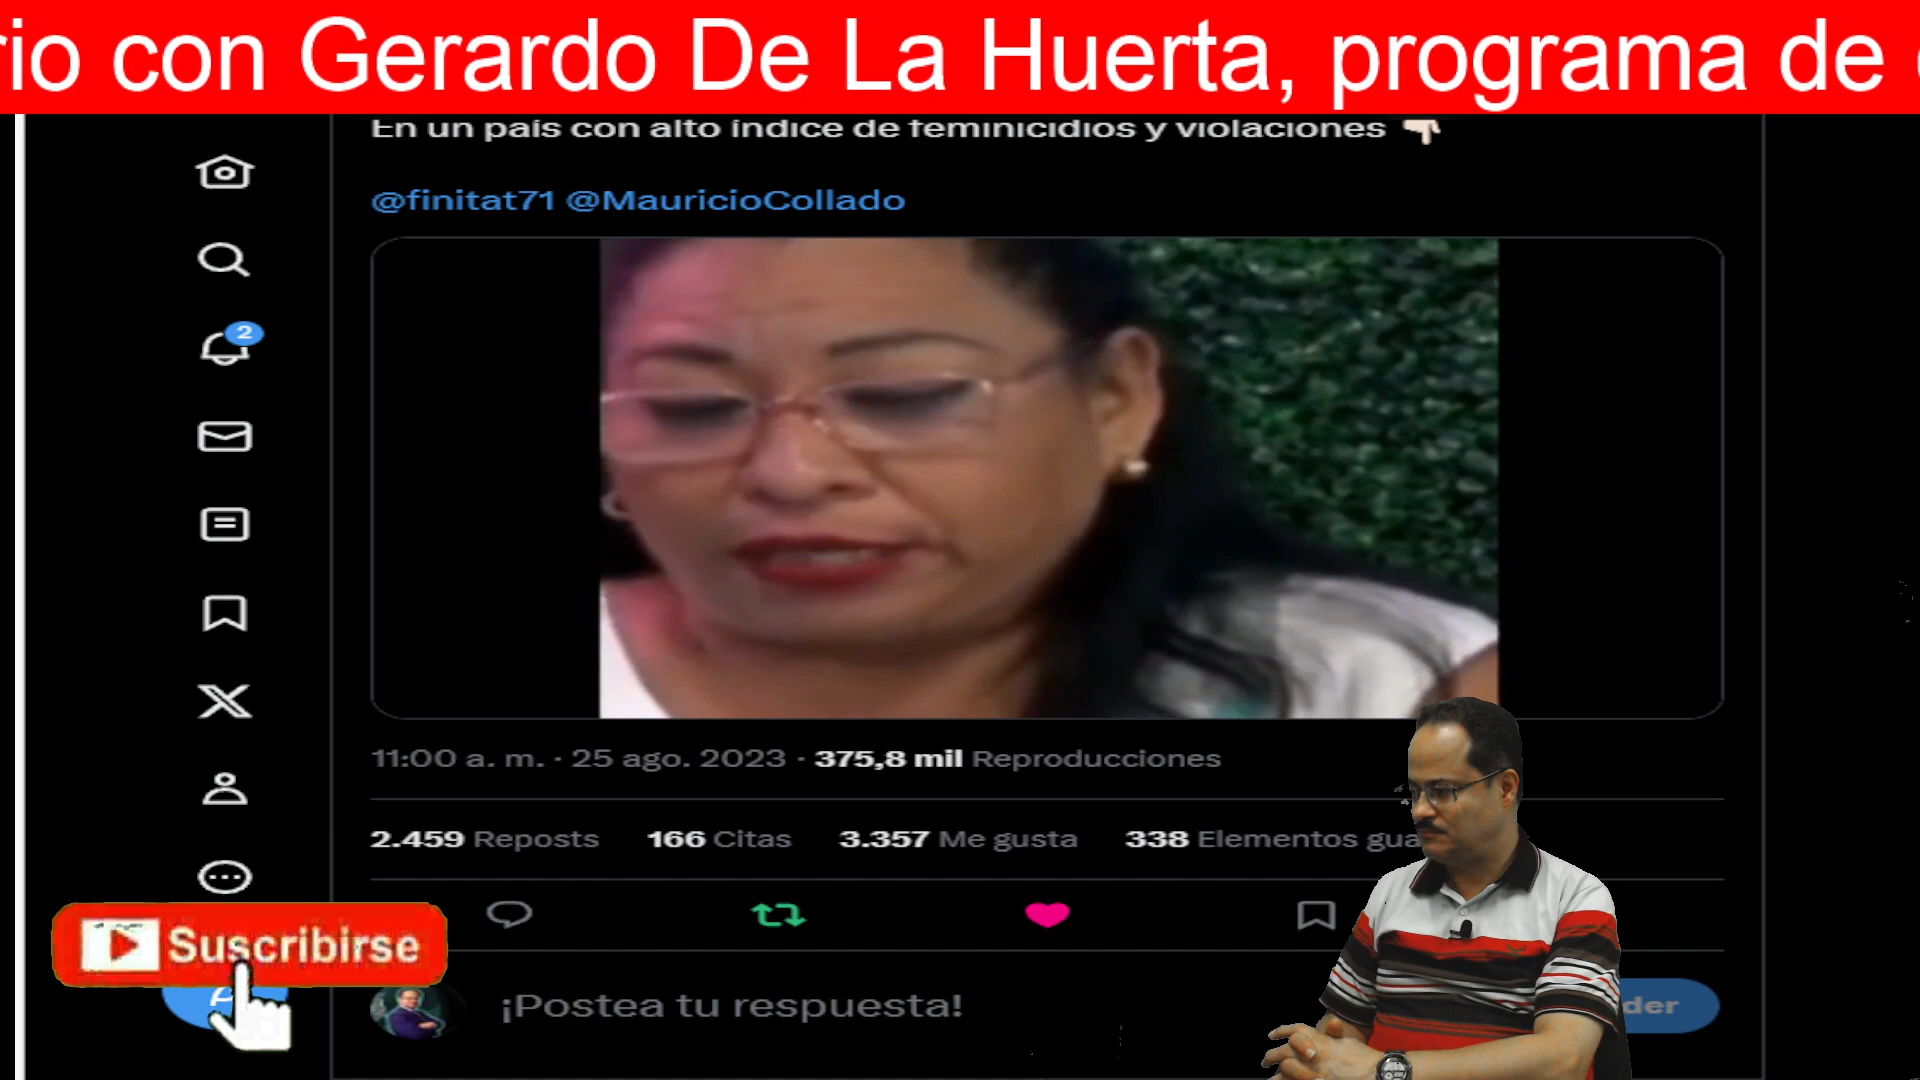 rio con Gerardo De La Huerta, programa de
En un país con alto índice de feminicidios y violaciones 👇🏻
@finitat71 @MauricioCollado
2
11:00 a. m. · 25 ago. 2023 · 375,8 mil Reproducciones
2.459 Reposts 166 Citas 3.357 Me gusta 338 Elementos gua
Suscribirse
¡Postea tu respuesta!
der